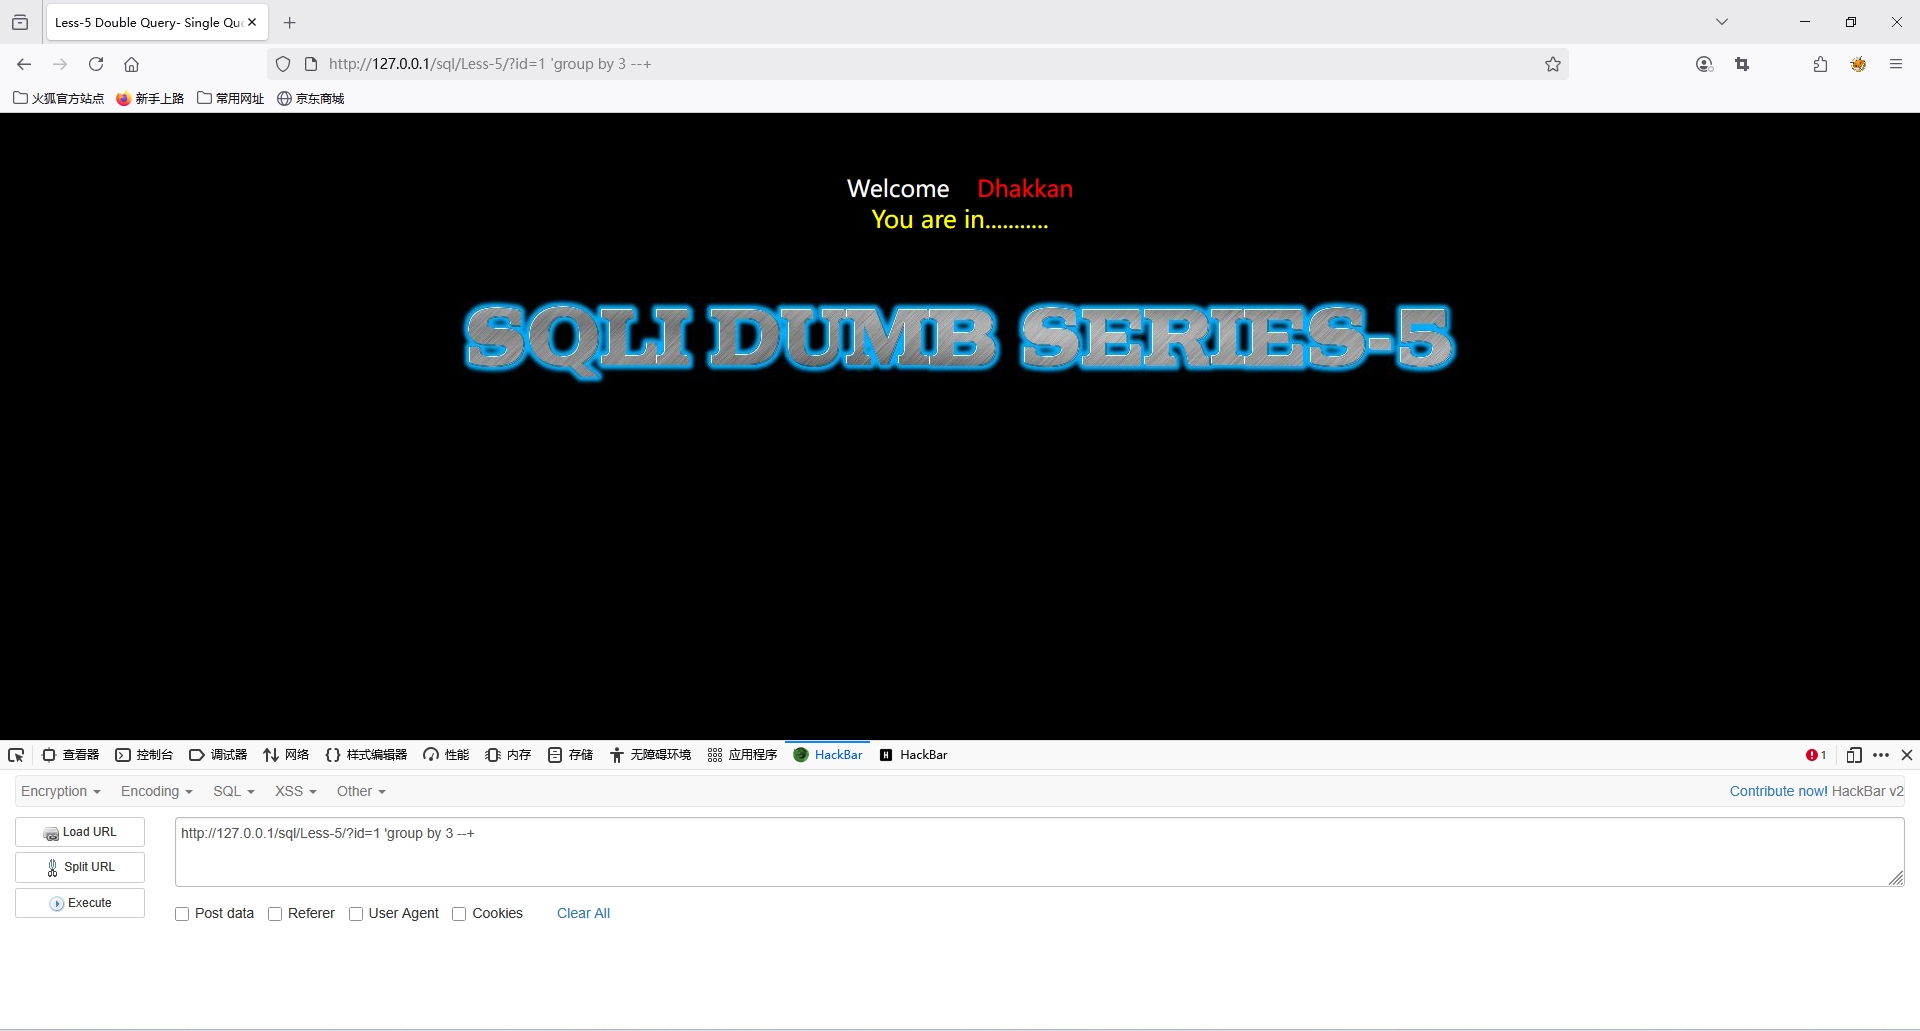 Less-5 Double Query- Single Qu
http://127.0.0.1/sql/Less-5/?id=1 'group by 3 --+
火狐官方站点 新手上路 常用网址 京东商城
Welcome Dhakkan
You are in...........
SQLI DUMB SERIES-5
查看器 控制台 调试器 网络 样式编辑器 性能 内存 存储 无障碍环境 应用程序 HackBar HackBar 1
Encryption Encoding SQL XSS Other Contribute now! HackBar v2
Load URL http://127.0.0.1/sql/Less-5/?id=1 'group by 3 --+
Split URL
Execute
Post data Referer User Agent Cookies Clear All